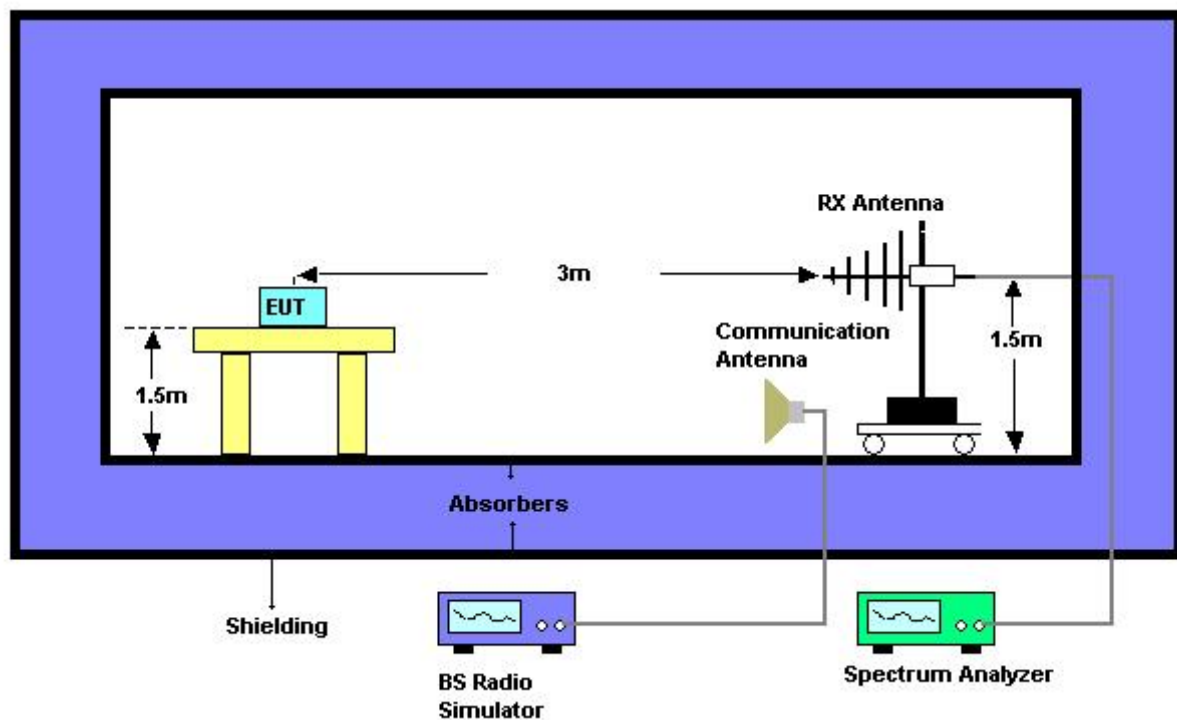 RX Antenna
3m
EUT
Communication
Antenna
1.5m
1.5m
Absorbers
Shielding
BS Radio
Simulator
Spectrum Analyzer